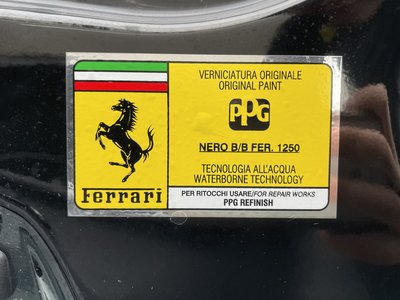 VERNICIATURA ORIGINALE
ORIGINAL PAINT
PPG
NERO B/B FER. 1250
TECNOLOGIA ALL'ACQUA
WATERBORNE TECHNOLOGY
Ferrari
PER RITOCCHI USARE/FOR REPAIR WORKS
PPG REFINISH